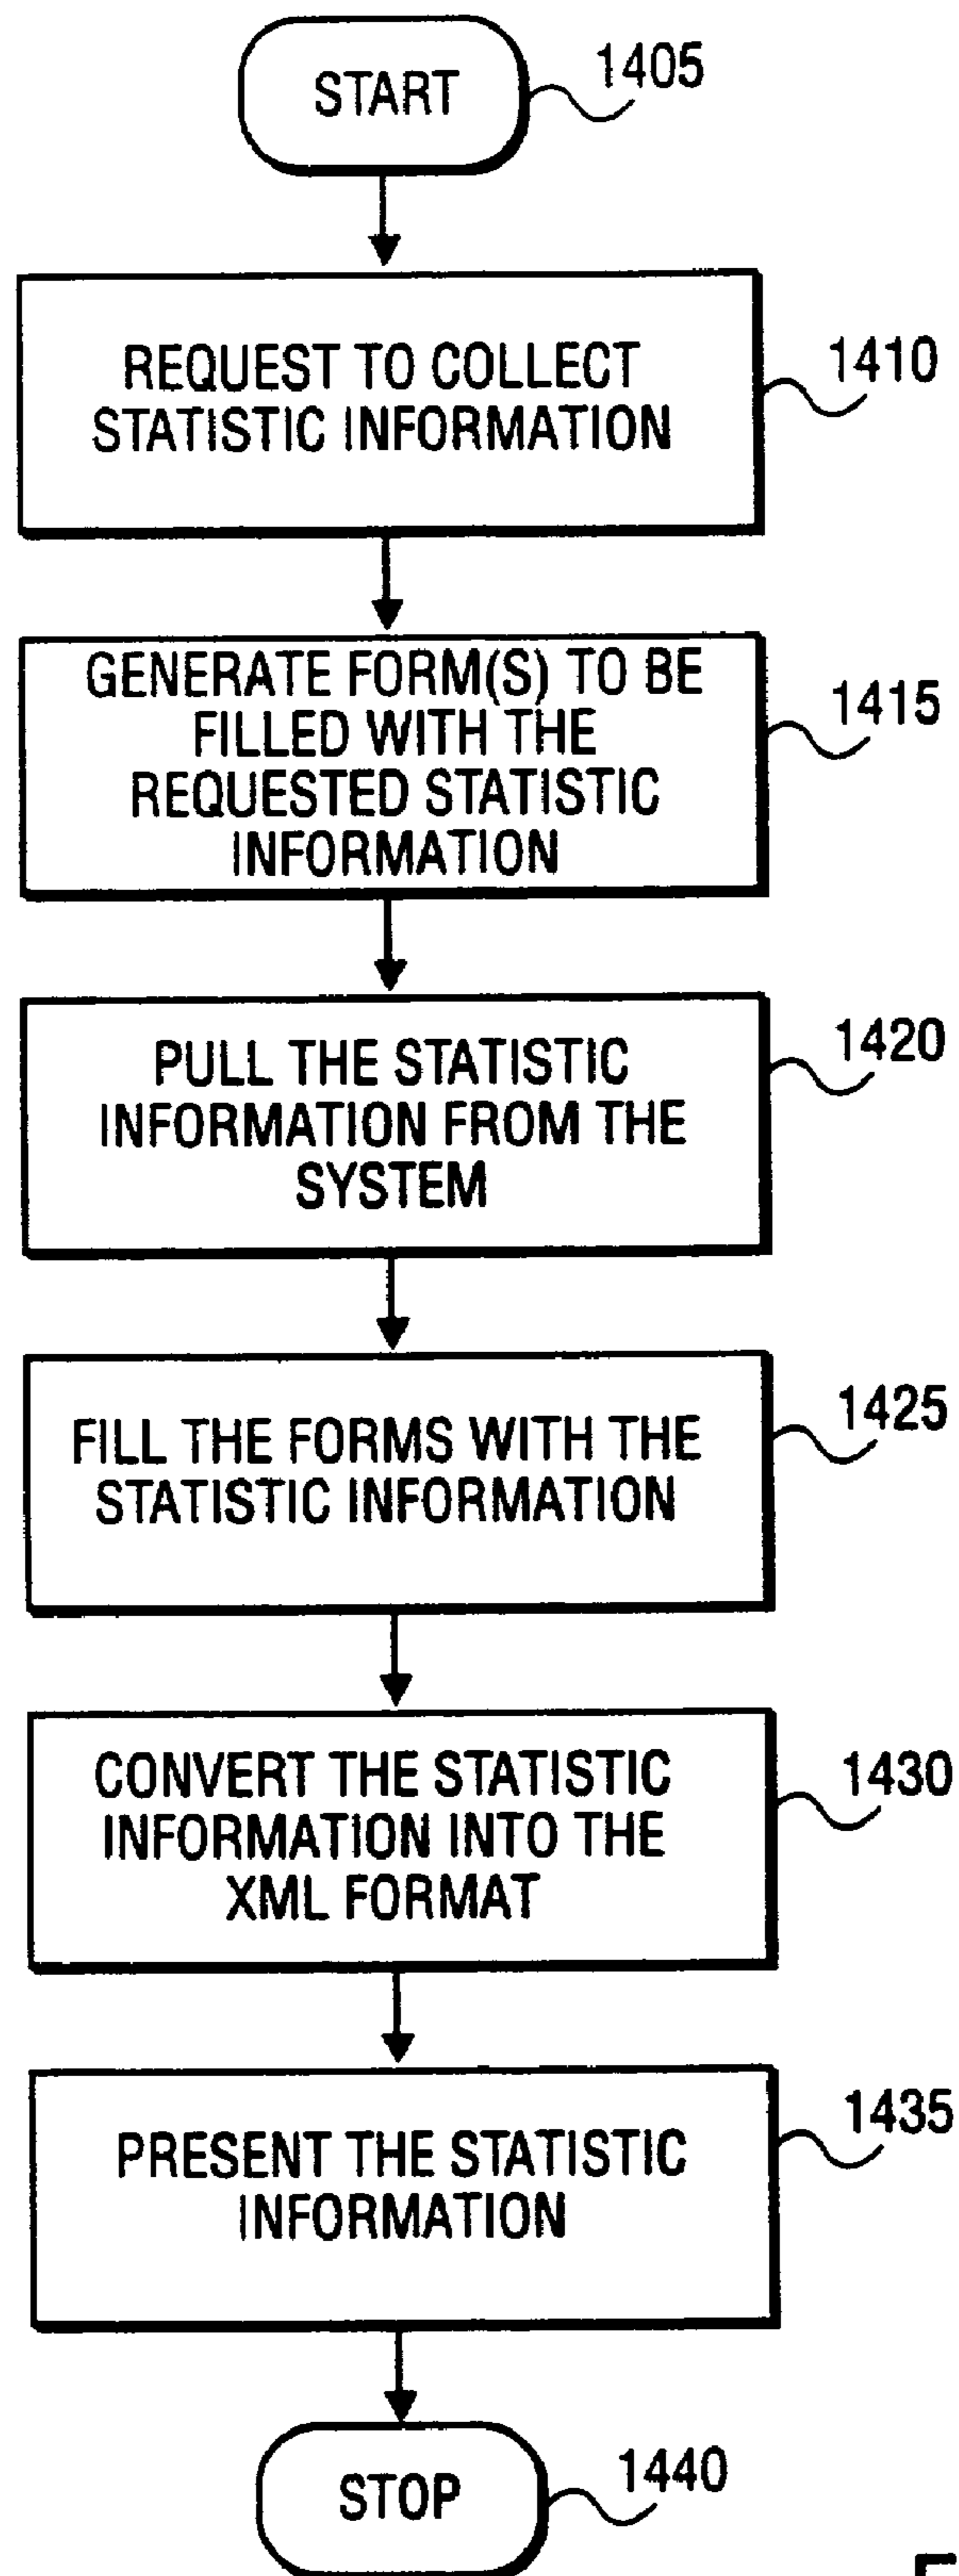 START
1405
REQUEST TO COLLECT
STATISTIC INFORMATION
1410
GENERATE FORM(S) TO BE
FILLED WITH THE
REQUESTED STATISTIC
INFORMATION
1415
PULL THE STATISTIC
INFORMATION FROM THE
SYSTEM
1420
FILL THE FORMS WITH THE
STATISTIC INFORMATION
1425
CONVERT THE STATISTIC
INFORMATION INTO THE
XML FORMAT
1430
PRESENT THE STATISTIC
INFORMATION
1435
STOP
1440